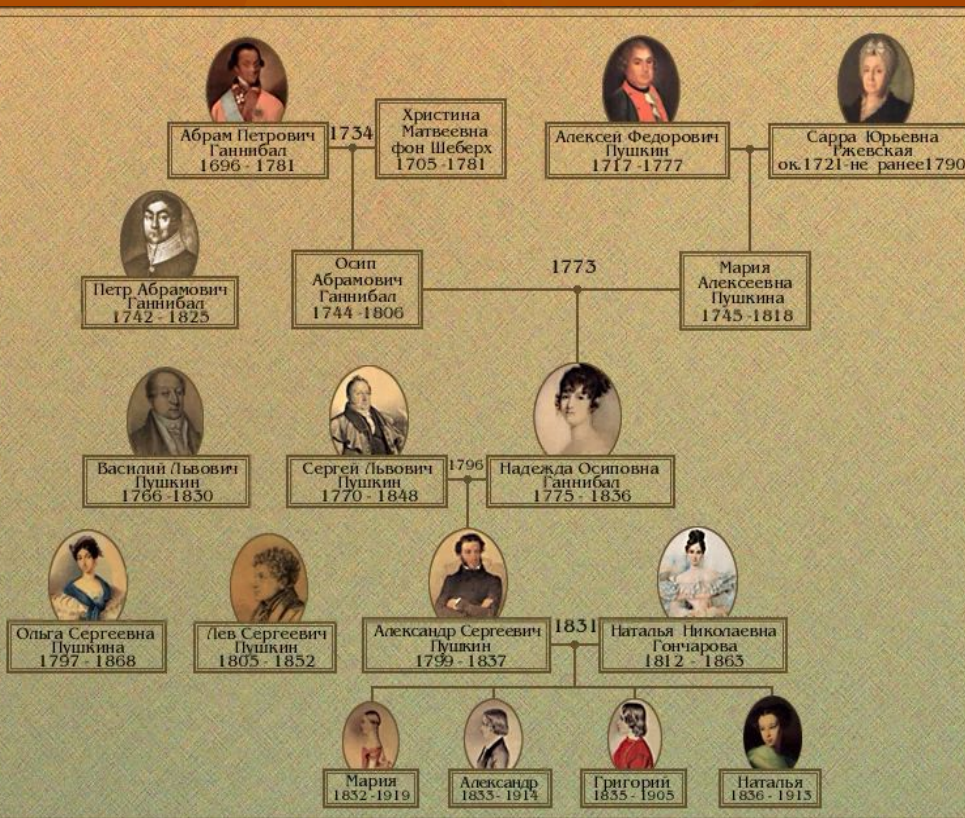 Абрам Петрович
Ганнибал
1696 - 1781
1734
Христина
Матвеевна
фон Шеберх
1705 -1781
Алексей Федорович
Пушкин
1717 -1777
Сарра Юрьевна
Ржевская
ок.1721-не ранее1790
Петр Абрамович
Ганнибал
1742 - 1825
Осип
Абрамович
Ганнибал
1744 -1806
1773
Мария
Алексеевна
Пушкина
1745 -1818
Василий Львович
Пушкин
1766 -1830
Сергей Львович
Пушкин
1770 - 1848
1796
Надежда Осиповна
Ганнибал
1775 - 1836
Ольга Сергеевна
Пушкина
1797 - 1868
Лев Сергеевич
Пушкин
1805 - 1852
Александр Сергеевич
Пушкин
1799 - 1837
1831
Наталья Николаевна
Гончарова
1812 - 1863
Мария
1832 -1919
Александр
1833- 1914
Григорий
1835 - 1905
Наталья
1836 - 1913